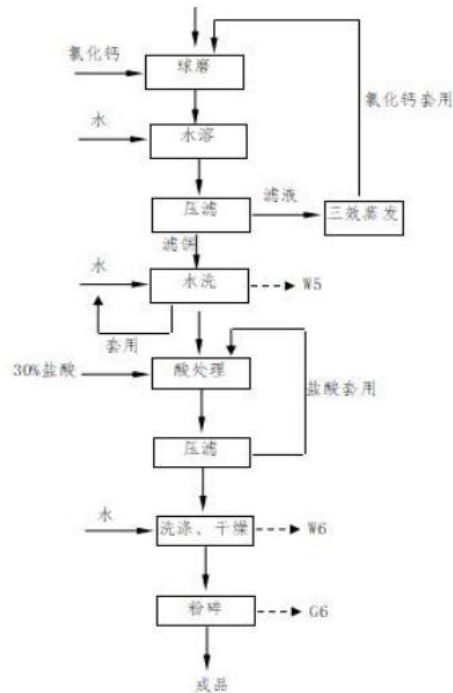 氯化钙
球磨
氯化钙套用
水
水溶
压滤
滤液
三效蒸发
滤饼
水
水洗
W5
套用
30%盐酸
酸处理
盐酸套用
压滤
水
洗涤、干燥
W6
粉碎
G6
成品